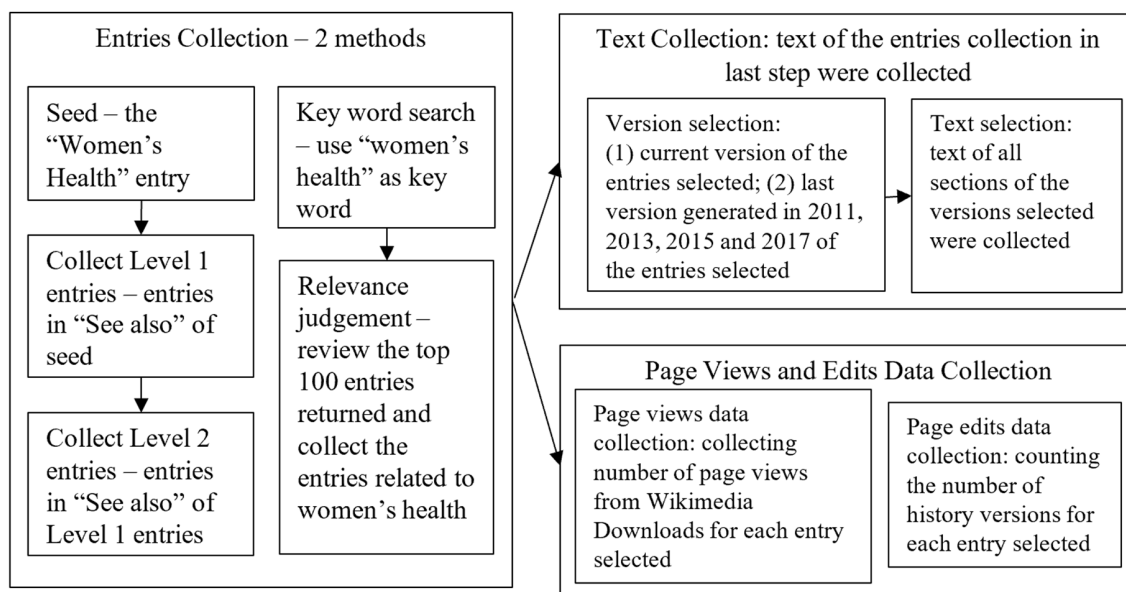 Entries Collection – 2 methods
Seed – the
“Women’s
Health” entry
Collect Level 1
entries – entries
in “See also” of
seed
Collect Level 2
entries – entries
in “See also” of
Level 1 entries
Key word search
– use “women’s
health” as key
word
Relevance
judgement –
review the top
100 entries
returned and
collect the
entries related to
women’s health
Text Collection: text of the entries collection in
last step were collected
Version selection:
(1) current version of the
entries selected; (2) last
version generated in 2011,
2013, 2015 and 2017 of
the entries selected
Text selection:
text of all
sections of the
versions selected
were collected
Page Views and Edits Data Collection
Page views data
collection: collecting
number of page views
from Wikimedia
Downloads for each entry
selected
Page edits data
collection: counting
the number of
history versions for
each entry selected